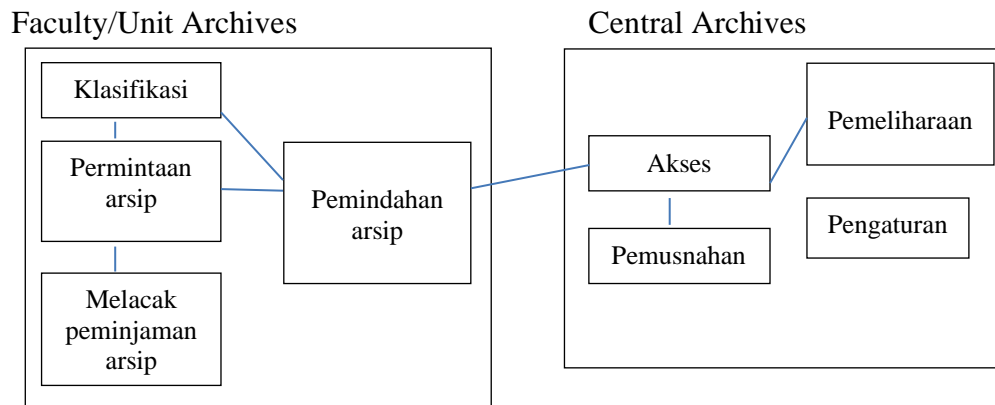 Faculty/Unit Archives
Klasifikasi
Permintaan
arsip
Melacak
peminjaman
arsip
Pemindahan
arsip
Central Archives
Akses
Pemusnahan
Pemeliharaan
Pengaturan